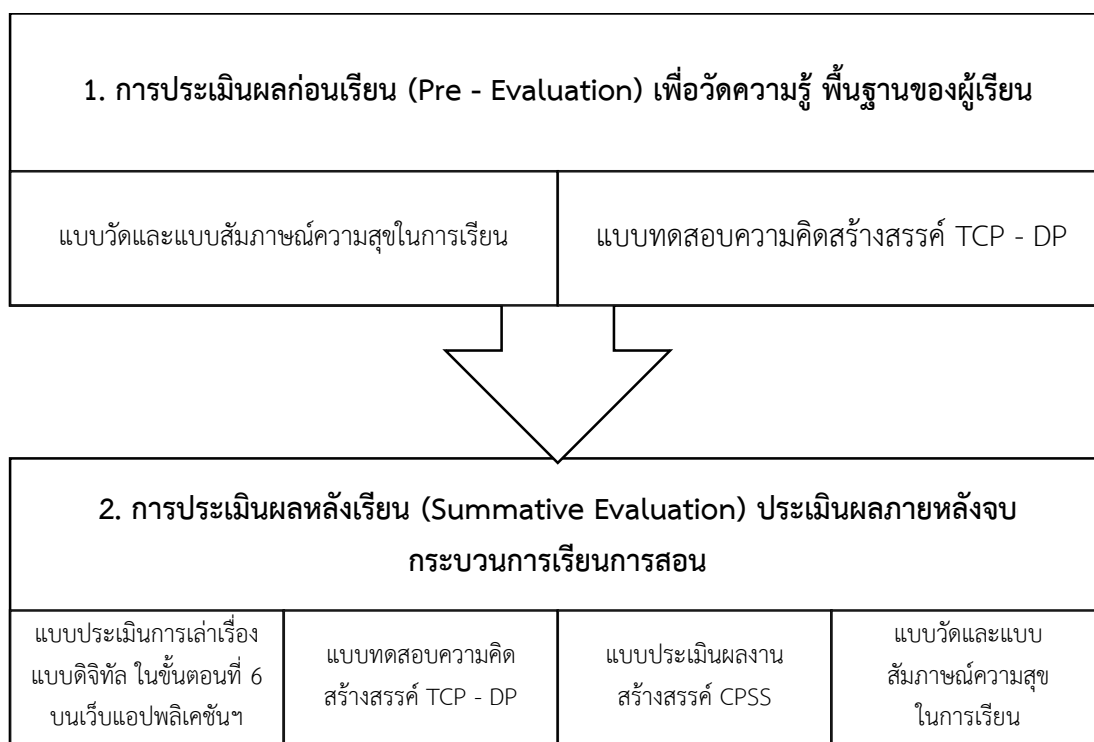 1. การประเมินผลก่อนเรียน (Pre - Evaluation) เพื่อวัดความรู้ พื้นฐานของผู้เรียน
แบบวัดและแบบสัมภาษณ์ความสุขในการเรียน
แบบทดสอบความคิดสร้างสรรค์ TCP - DP
2. การประเมินผลหลังเรียน (Summative Evaluation) ประเมินผลภายหลังจบ
กระบวนการเรียนการสอน
แบบประเมินการเล่าเรื่อง
แบบดิจิทัล ในขั้นตอนที่ 6
บนเว็บแอปพลิเคชันฯ
แบบทดสอบความคิด
สร้างสรรค์ TCP - DP
แบบประเมินผลงาน
สร้างสรรค์ CPSS
แบบวัดและแบบ
สัมภาษณ์ความสุข
ในการเรียน